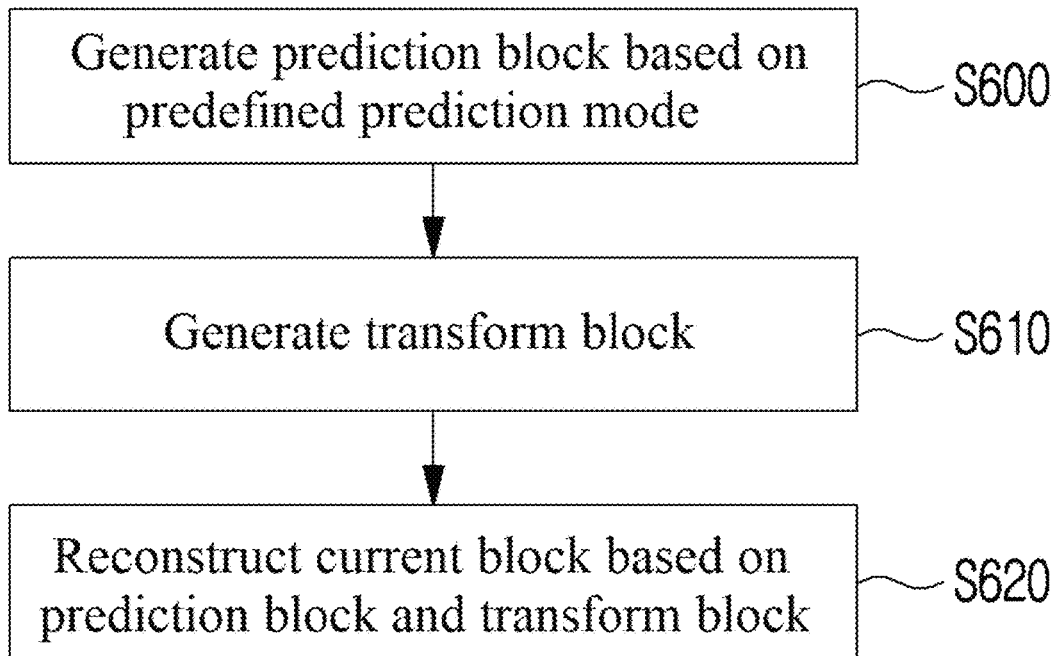 Generate prediction block based on
predefined prediction mode
S600
Generate transform block
S610
Reconstruct current block based on
prediction block and transform block
S620